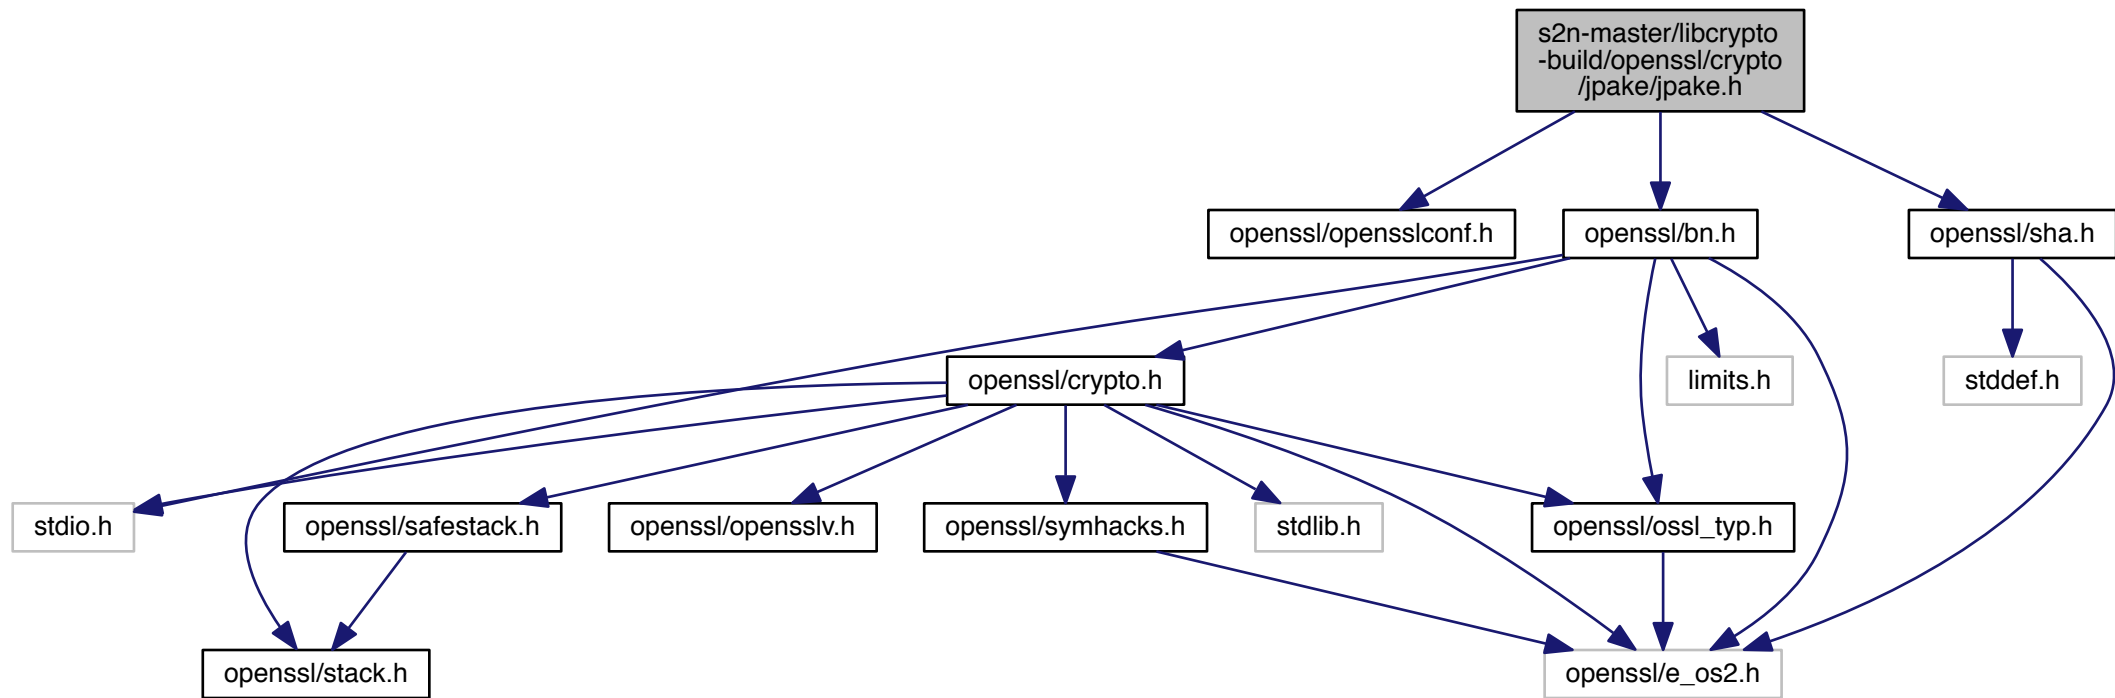 s2n-master/libcrypto
-build/openssl/crypto
/jpake/jpake.h
openssl/opensslconf.h
openssl/bn.h
openssl/sha.h
openssl/crypto.h
limits.h
stddef.h
stdio.h
openssl/safestack.h
openssl/opensslv.h
openssl/symhacks.h
stdlib.h
openssl/ossl_typ.h
openssl/stack.h
openssl/e_os2.h